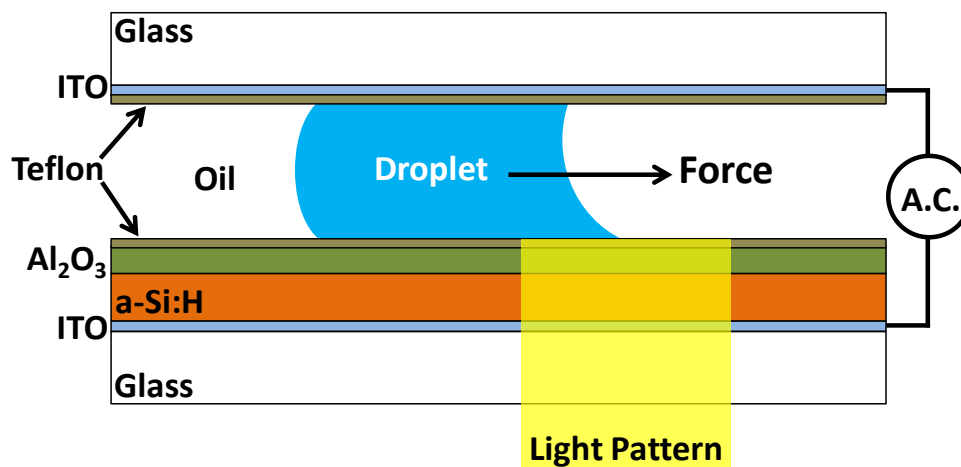 Glass
ITO
Teflon
Oil
Droplet
Force
A.C.
Al₂O₃
a-Si:H
ITO
Glass
Light Pattern